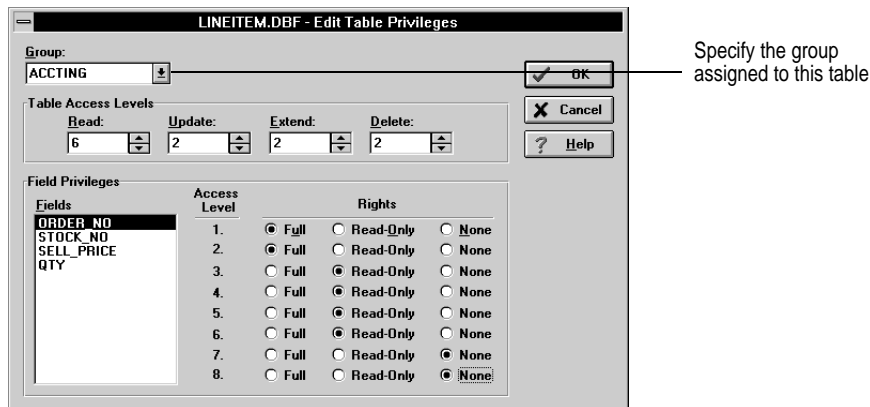 LINEITEM.DBF - Edit Table Privileges
Group:
ACCTING
OK
Specify the group
assigned to this table
Table Access Levels
Read: Update: Extend: Delete:
6 2 2 2
Cancel
? Help
Field Privileges
Fields
ORDER_NO
STOCK_NO
SELL_PRICE
QTY
Access
Level
Rights
1. Full Read-Only None
2. Full Read-Only None
3. Full Read-Only None
4. Full Read-Only None
5. Full Read-Only None
6. Full Read-Only None
7. Full Read-Only None
8. Full Read-Only None